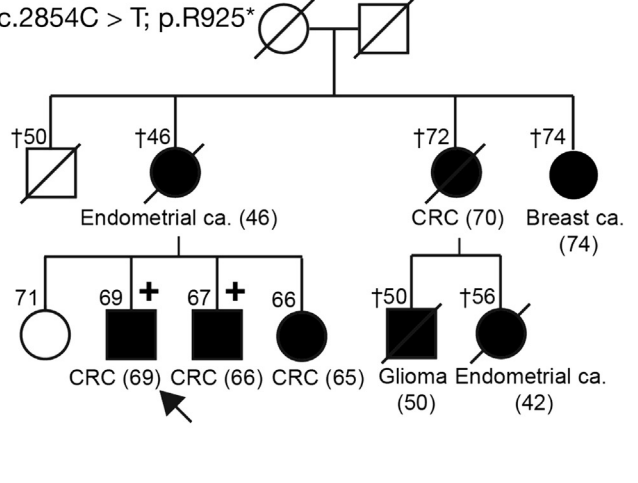 c.2854C > T; p.R925*
†50 †46 †72 †74
Endometrial ca. (46) CRC (70) Breast ca.
(74)
71 69 + 67 + 66 †50 †56
CRC (69) CRC (66) CRC (65) Glioma Endometrial ca.
(50) (42)